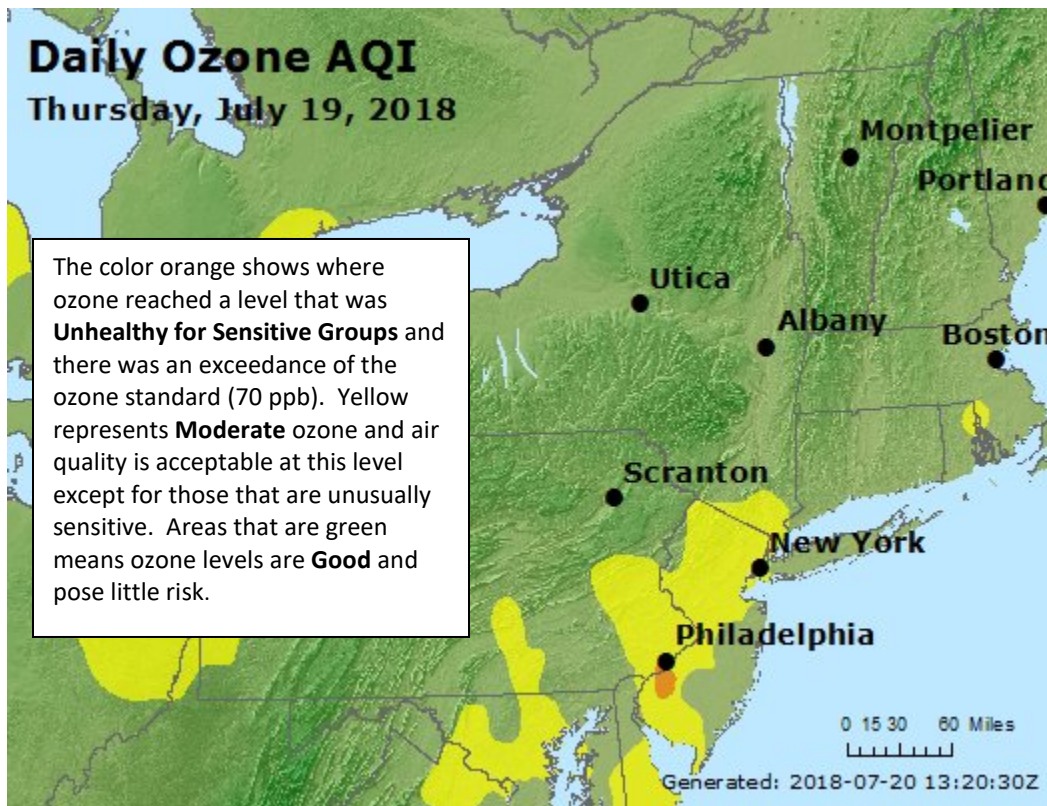 Daily Ozone AQI
Thursday, July 19, 2018
Montpelier
Portland
The color orange shows where
ozone reached a level that was
Unhealthy for Sensitive Groups and
there was an exceedance of the
ozone standard (70 ppb). Yellow
represents Moderate ozone and air
quality is acceptable at this level
except for those that are unusually
sensitive. Areas that are green
means ozone levels are Good and
pose little risk.
Utica
Albany
Boston
Scranton
New York
Philadelphia
0 15 30 60 Miles
Generated: 2018-07-20 13:20:30Z